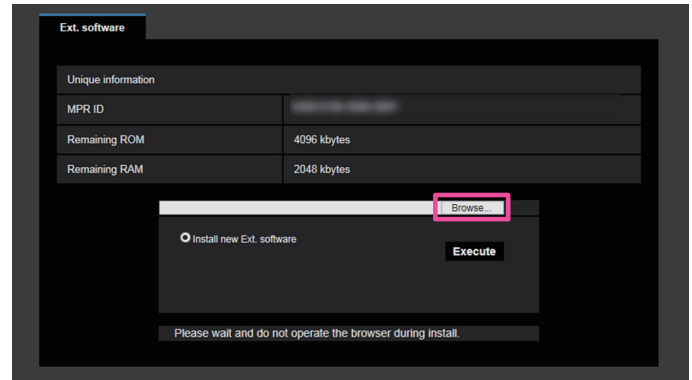 Ext. software
Unique information
MPR ID
Remaining ROM 4096 kbytes
Remaining RAM 2048 kbytes
Browse...
Install new Ext. software
Execute
Please wait and do not operate the browser during install.